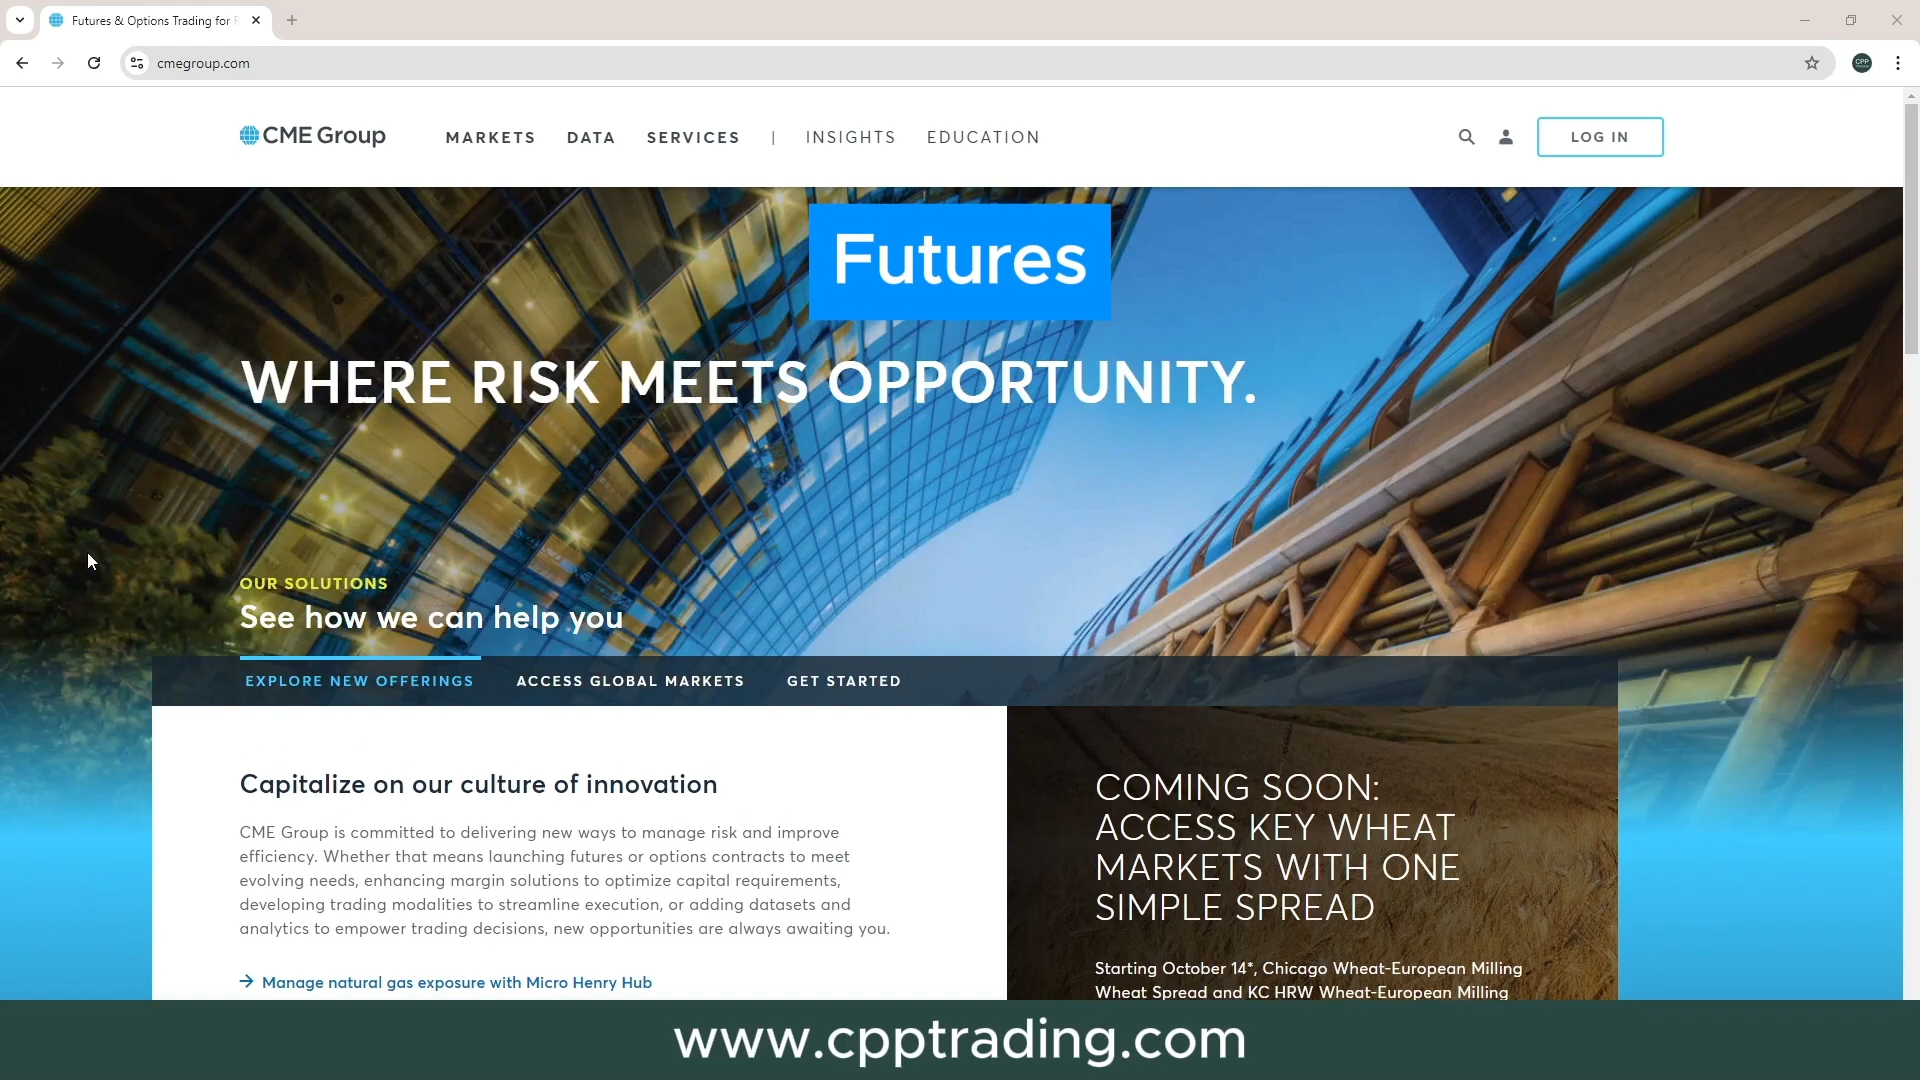 Futures & Options Trading for
cmegroup.com
CME Group
MARKETS DATA SERVICES | INSIGHTS EDUCATION
LOG IN
Futures
WHERE RISK MEETS OPPORTUNITY.
OUR SOLUTIONS
See how we can help you
EXPLORE NEW OFFERINGS ACCESS GLOBAL MARKETS GET STARTED
Capitalize on our culture of innovation
CME Group is committed to delivering new ways to manage risk and improve
efficiency. Whether that means launching futures or options contracts to meet
evolving needs, enhancing margin solutions to optimize capital requirements,
developing trading modalities to streamline execution, or adding datasets and
analytics to empower trading decisions, new opportunities are always awaiting you.
Manage natural gas exposure with Micro Henry Hub
COMING SOON:
ACCESS KEY WHEAT
MARKETS WITH ONE
SIMPLE SPREAD
Starting October 14*, Chicago Wheat-European Milling
Wheat Spread and KC HRW Wheat-European Milling
www.cpptrading.com